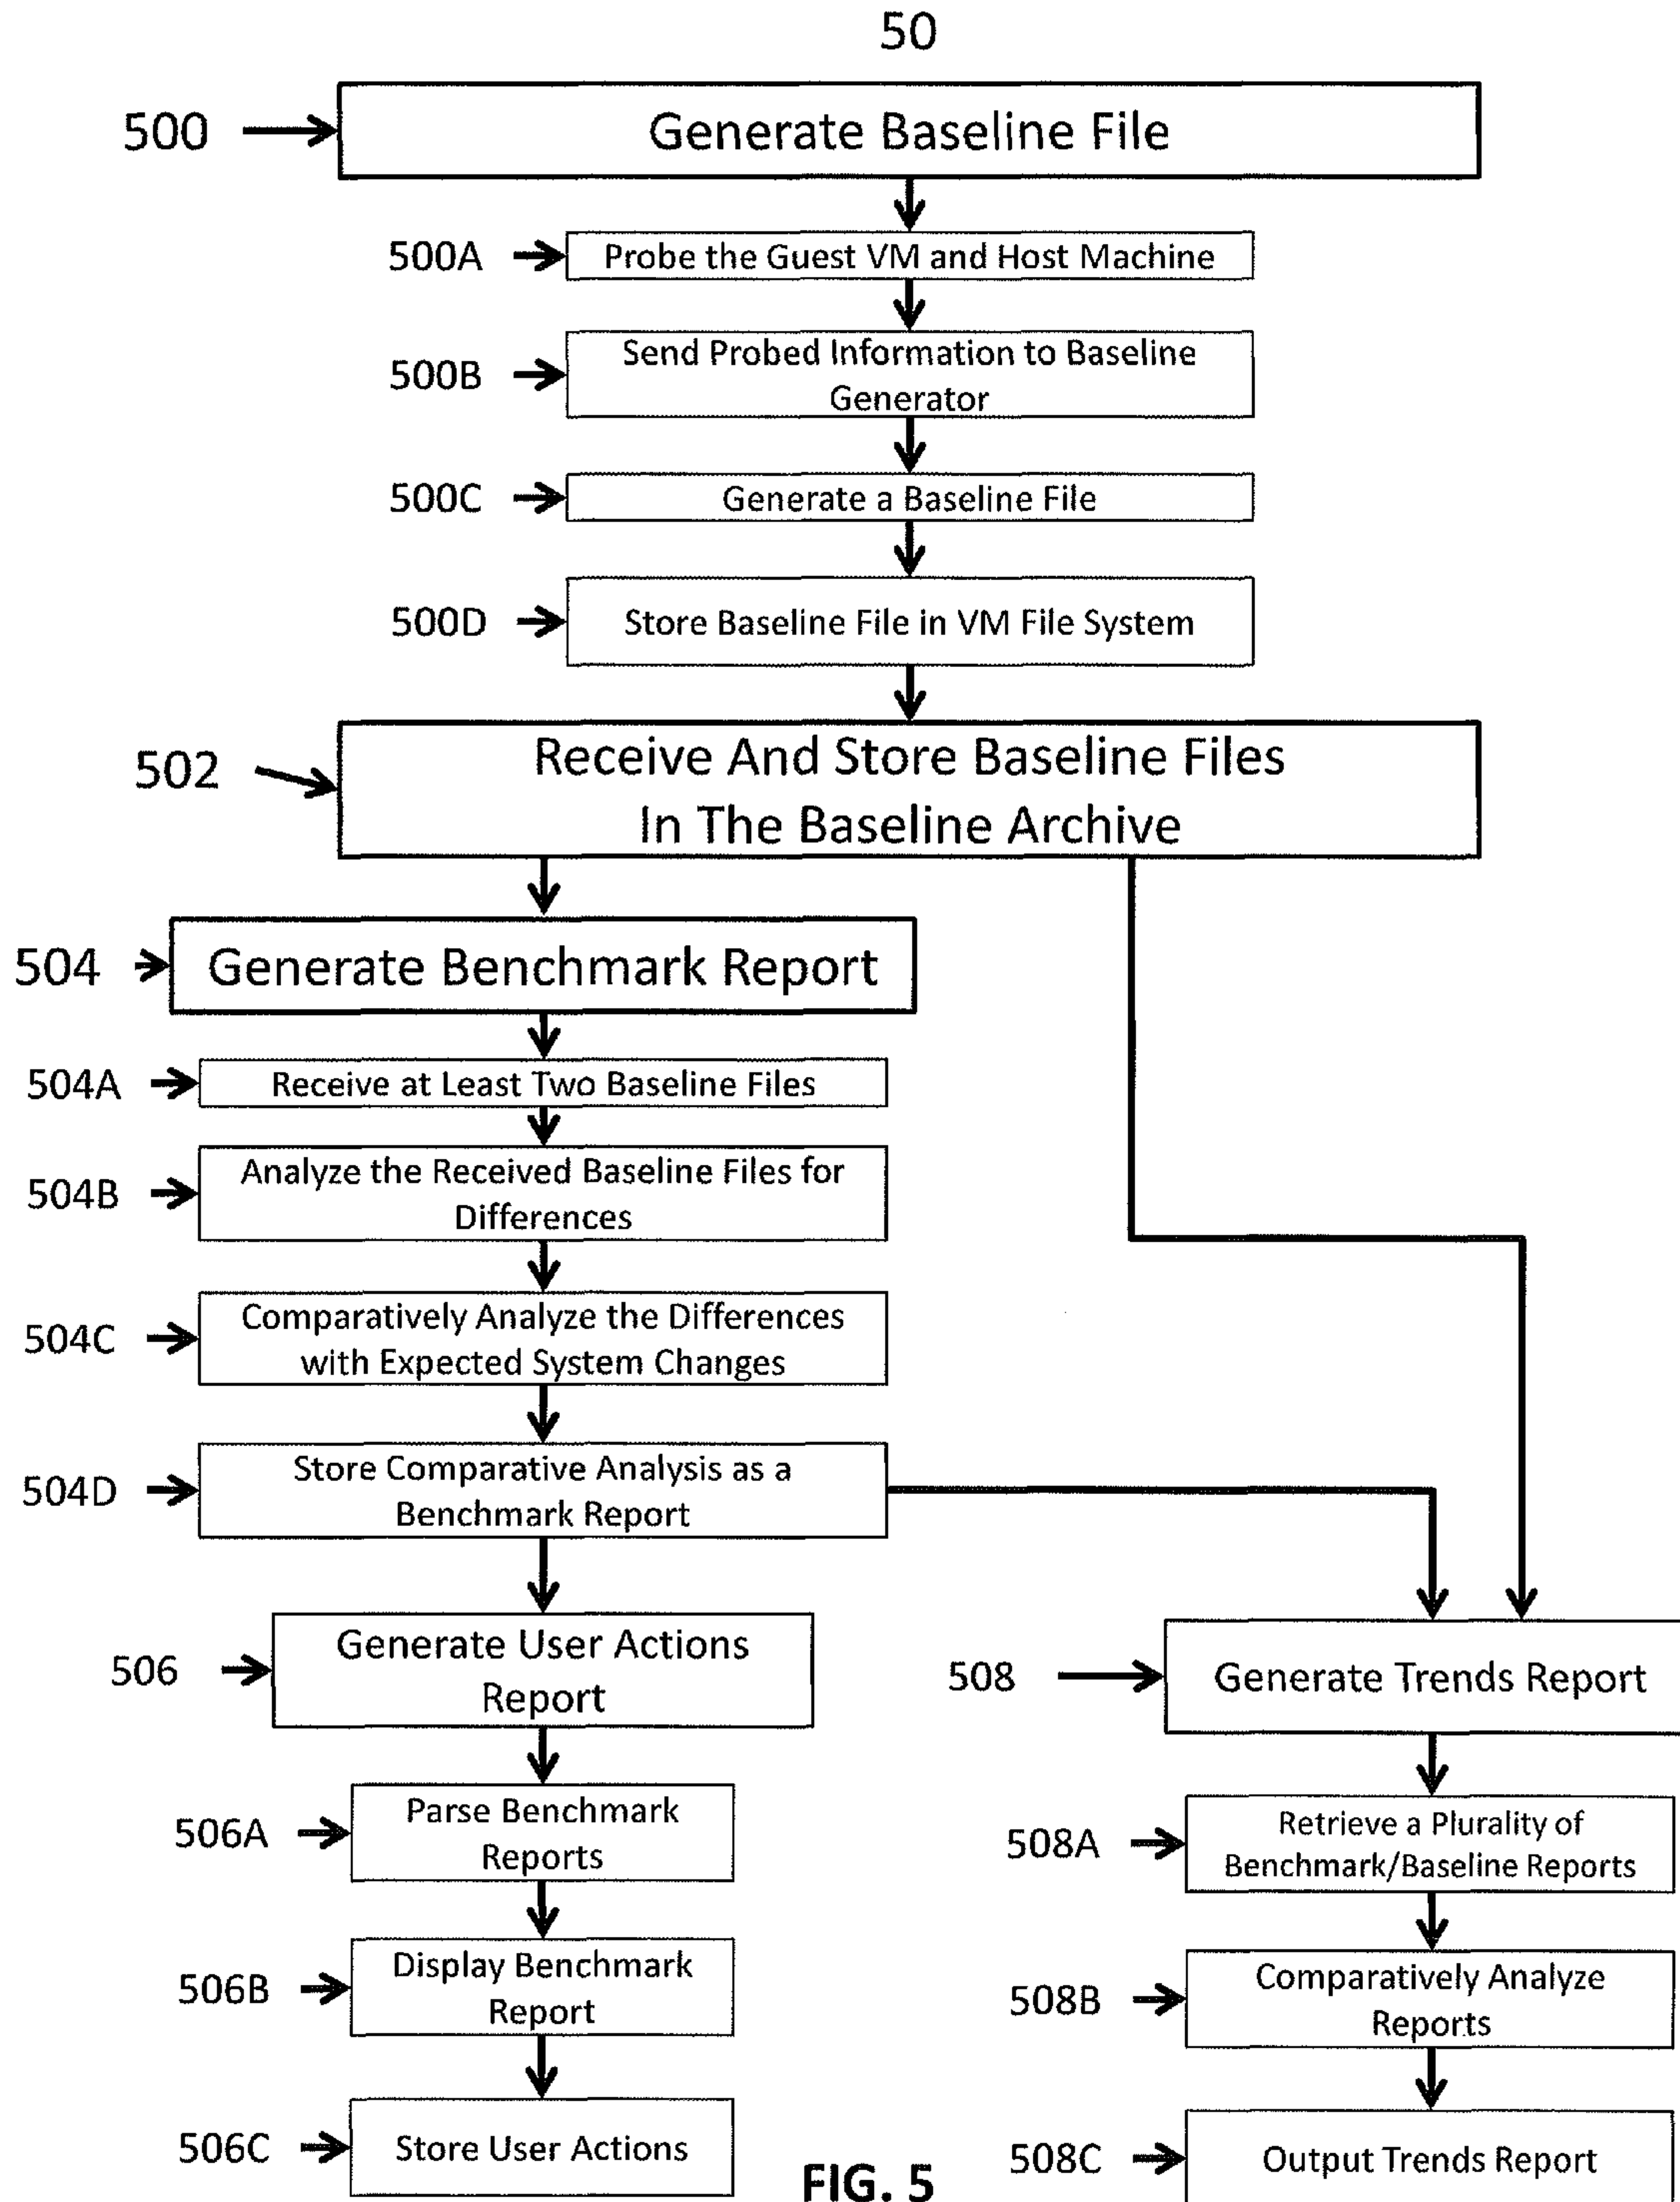 50
500
Generate Baseline File
500A
Probe the Guest VM and Host Machine
500B
Send Probed Information to Baseline
Generator
500C
Generate a Baseline File
500D
Store Baseline File in VM File System
502
Receive And Store Baseline Files
In The Baseline Archive
504
Generate Benchmark Report
504A
Receive at Least Two Baseline Files
504B
Analyze the Received Baseline Files for
Differences
504C
Comparatively Analyze the Differences
with Expected System Changes
504D
Store Comparative Analysis as a
Benchmark Report
506
Generate User Actions
Report
506A
Parse Benchmark
Reports
506B
Display Benchmark
Report
506C
Store User Actions
508
Generate Trends Report
508A
Retrieve a Plurality of
Benchmark/Baseline Reports
508B
Comparatively Analyze
Reports
508C
Output Trends Report
FIG. 5